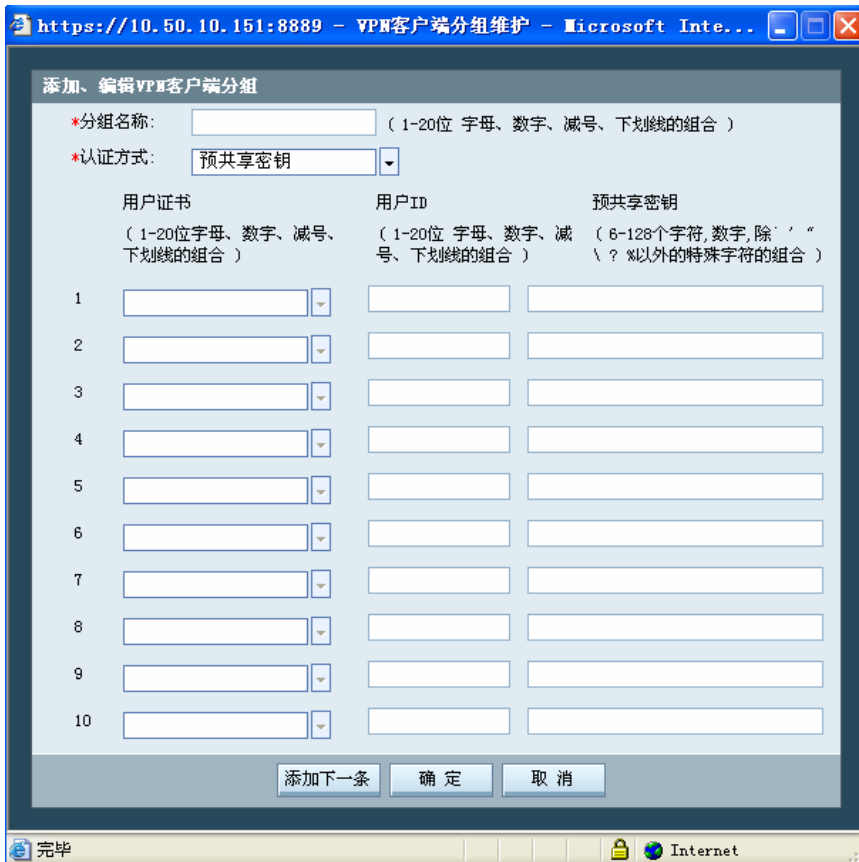 https://10.50.10.151:8889 - VPN客户端分组维护 - Microsoft Inte...
添加、编辑VPN客户端分组
*分组名称: ( 1-20位 字母、数字、减号、下划线的组合 )
*认证方式: 预共享密钥
用户证书 用户ID 预共享密钥
( 1-20位字母、数字、减号、 ( 1-20位 字母、数字、减 ( 6-128个字符,数字,除` ′ “
下划线的组合 ) 号、下划线的组合 ) \ ? %以外的特殊字符的组合 )
1
2
3
4
5
6
7
8
9
10
添加下一条 确 定 取 消
完毕 Internet